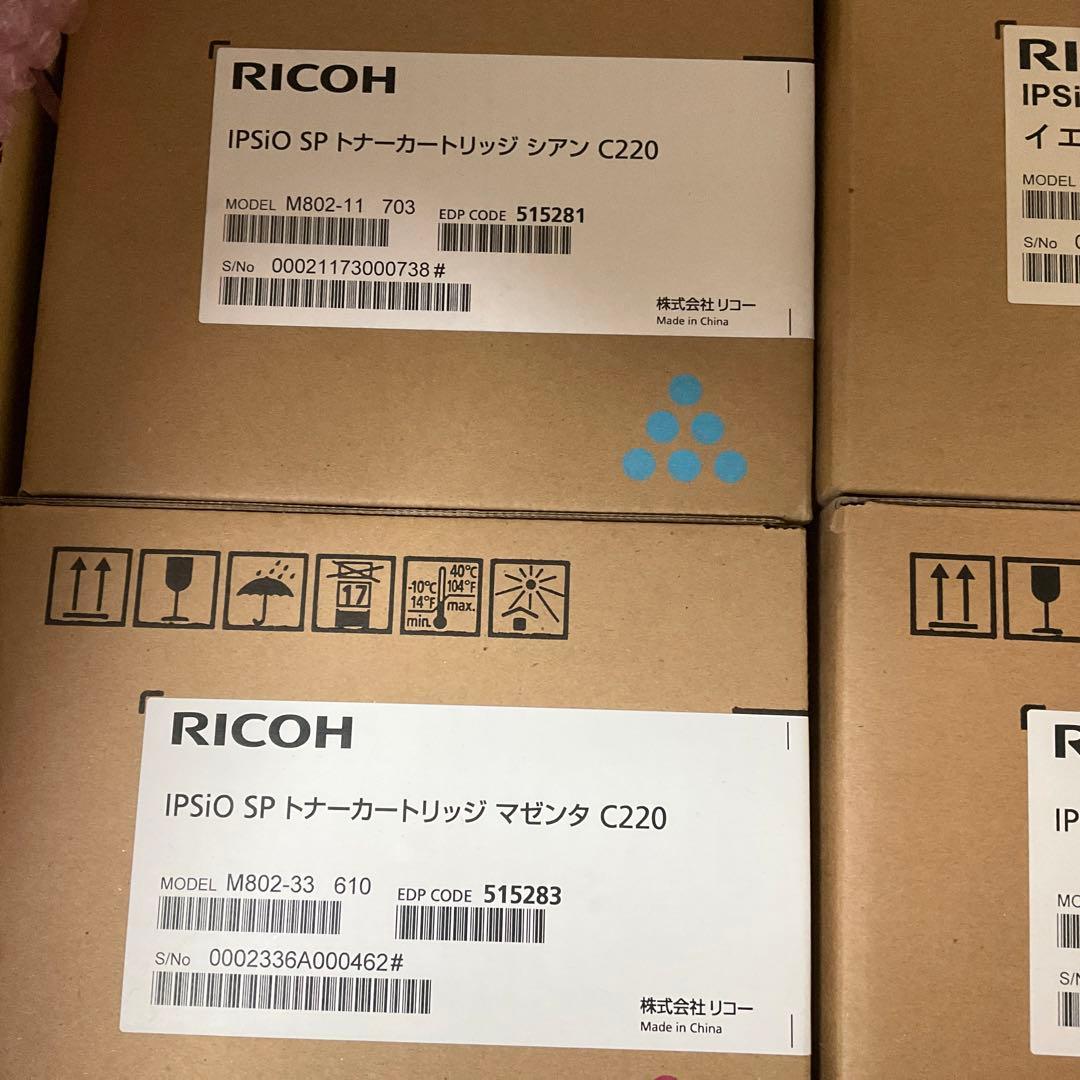 RICOH
IPSiO SP トナーカートリッジ シアン C220
MODEL M802-11 703
EDP CODE 515281
S/No 00021173000738#
株式会社 リコー
Made in China
RI
IPSi
イエ
MODEL
S/No
17
-10°C
14°F
min.
40°C
104°F
max.
RICOH
IPSiO SP トナーカートリッジ マゼンタ C220
MODEL M802-33 610
EDP CODE 515283
S/No 0002336A000462#
株式会社 リコー
Made in China
R
IP
MO
S/N